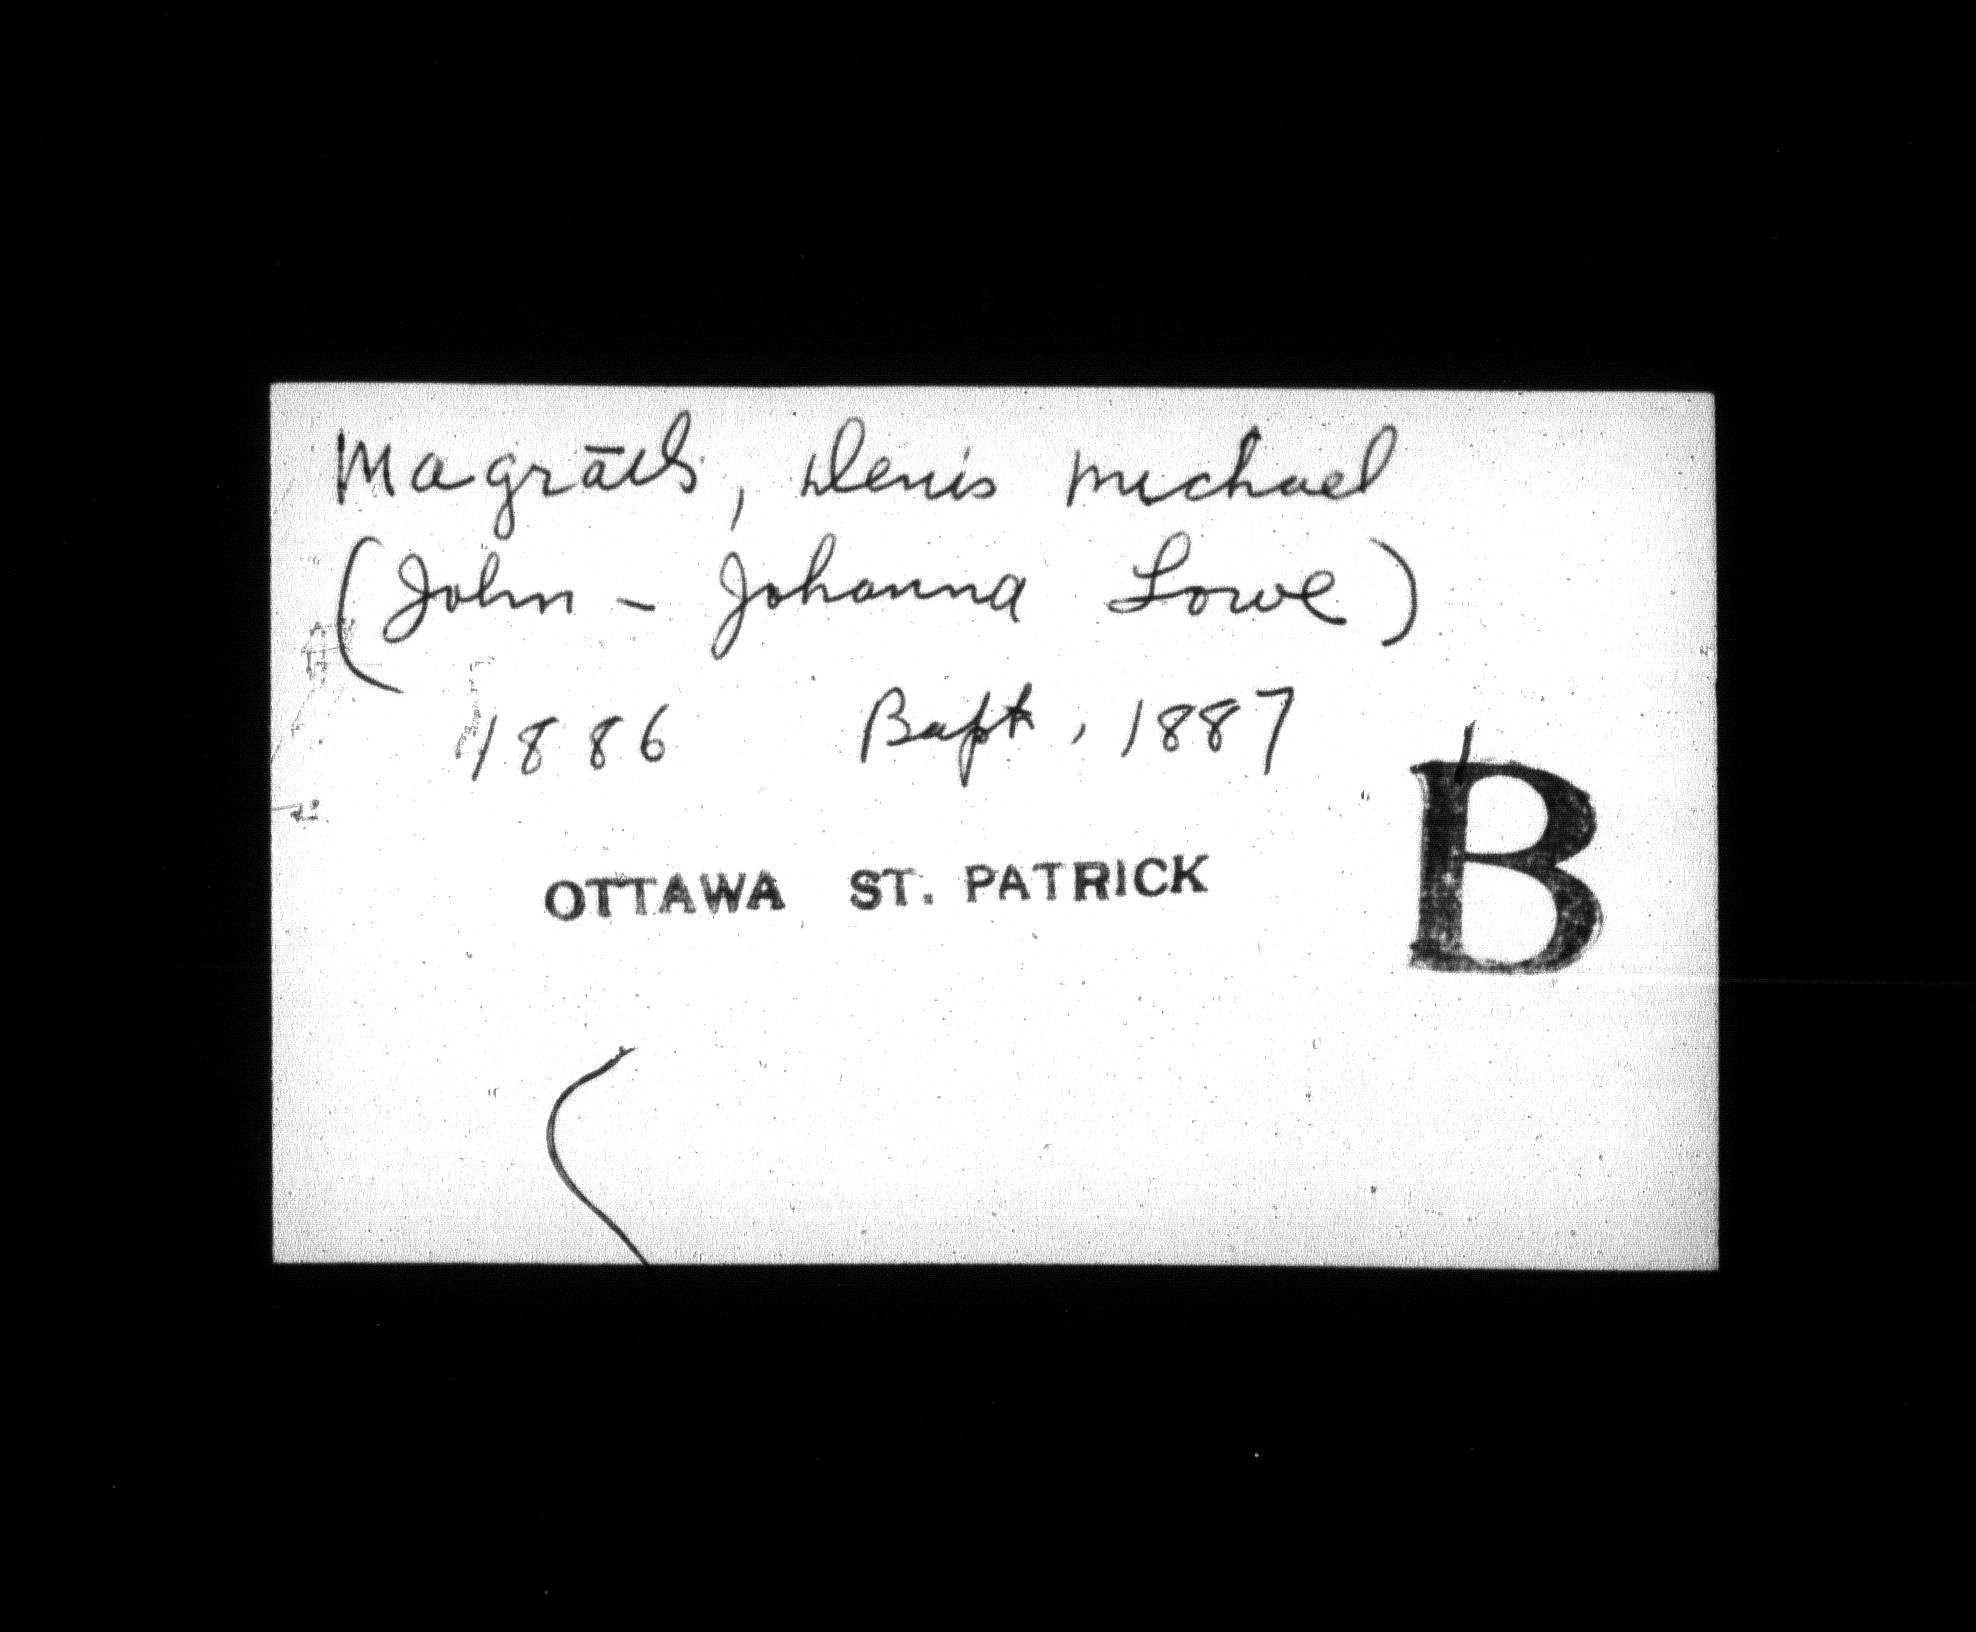 Magrath, Denis Michael
(John - Johanna Lowe)
1886 Bapt, 1887
B
OTTAWA ST. PATRICK